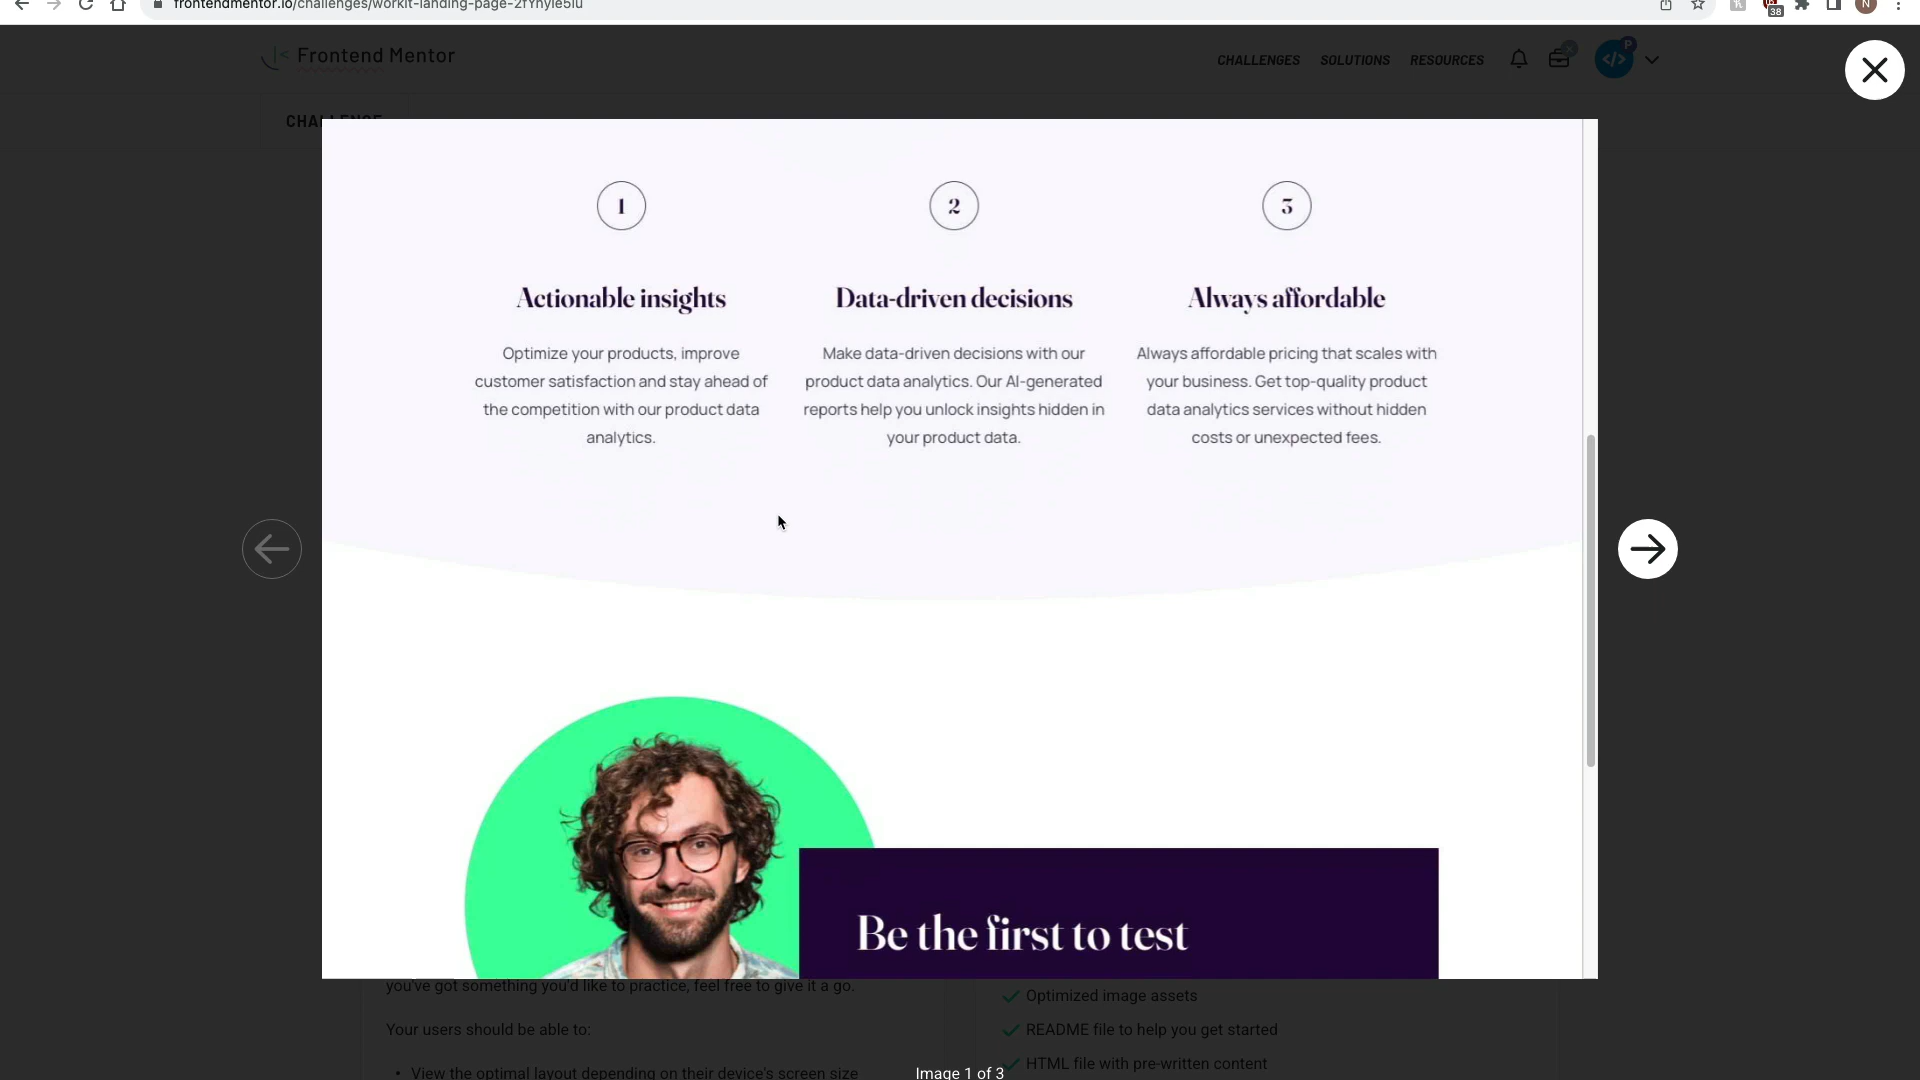 frontendmentor.io/challenges/workit-landing-page-2fYnyle5lu
38
N
Frontend Mentor
CHALLENGES
SOLUTIONS
RESOURCES
P
1
2
3
Actionable insights
Optimize your products, improve
customer satisfaction and stay ahead of
the competition with our product data
analytics.
Data-driven decisions
Make data-driven decisions with our
product data analytics. Our AI-generated
reports help you unlock insights hidden in
your product data.
Always affordable
Always affordable pricing that scales with
your business. Get top-quality product
data analytics services without hidden
costs or unexpected fees.
Be the first to test
you've got something you'd like to practice, feel free to give it a go.
Your users should be able to:
• View the optimal layout depending on their device's screen size
Optimized image assets
README file to help you get started
HTML file with pre-written content
Image 1 of 3